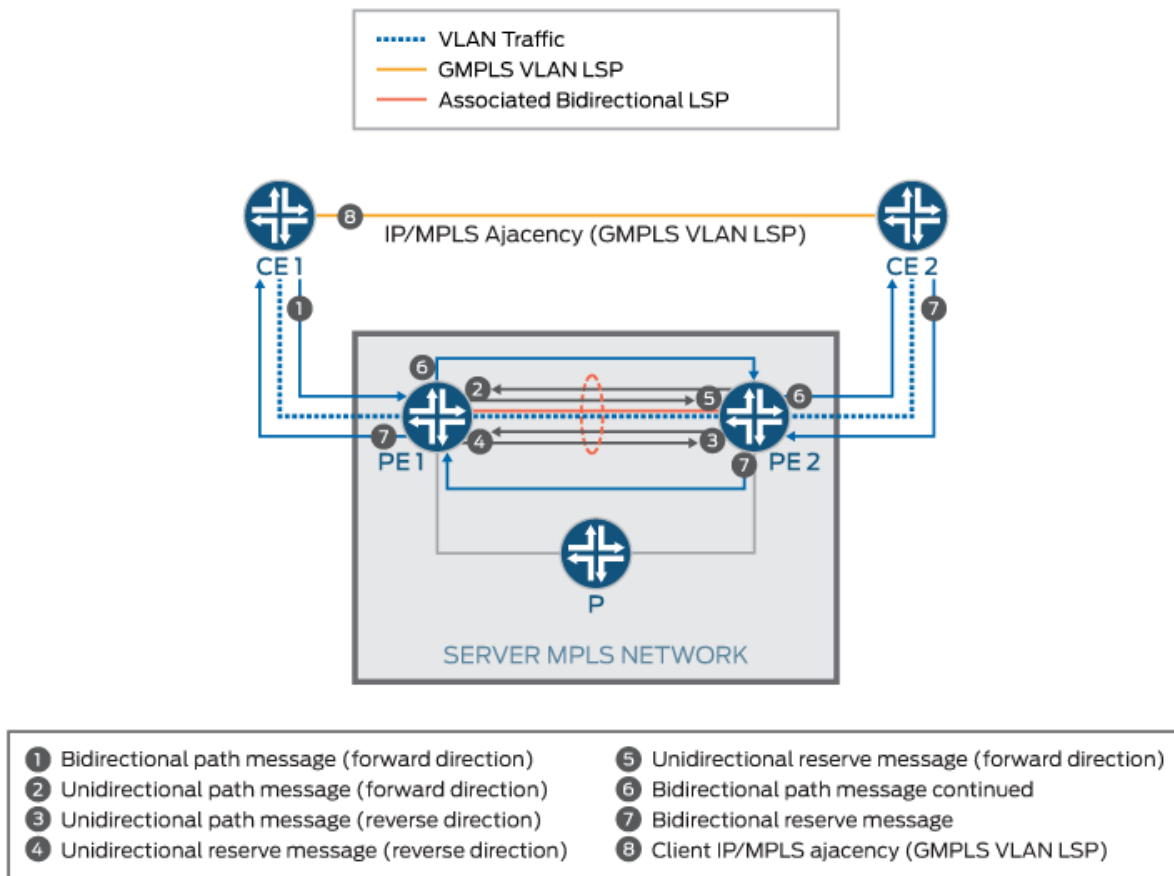 VLAN Traffic
GMPLS VLAN LSP
Associated Bidirectional LSP
8
IP/MPLS Ajacency (GMPLS VLAN LSP)
CE 1
CE 2
1
7
6
2
5
6
7
4
3
PE 1
7
PE 2
P
SERVER MPLS NETWORK
1 Bidirectional path message (forward direction)
2 Unidirectional path message (forward direction)
3 Unidirectional path message (reverse direction)
4 Unidirectional reserve message (reverse direction)
5 Unidirectional reserve message (forward direction)
6 Bidirectional path message continued
7 Bidirectional reserve message
8 Client IP/MPLS ajacency (GMPLS VLAN LSP)